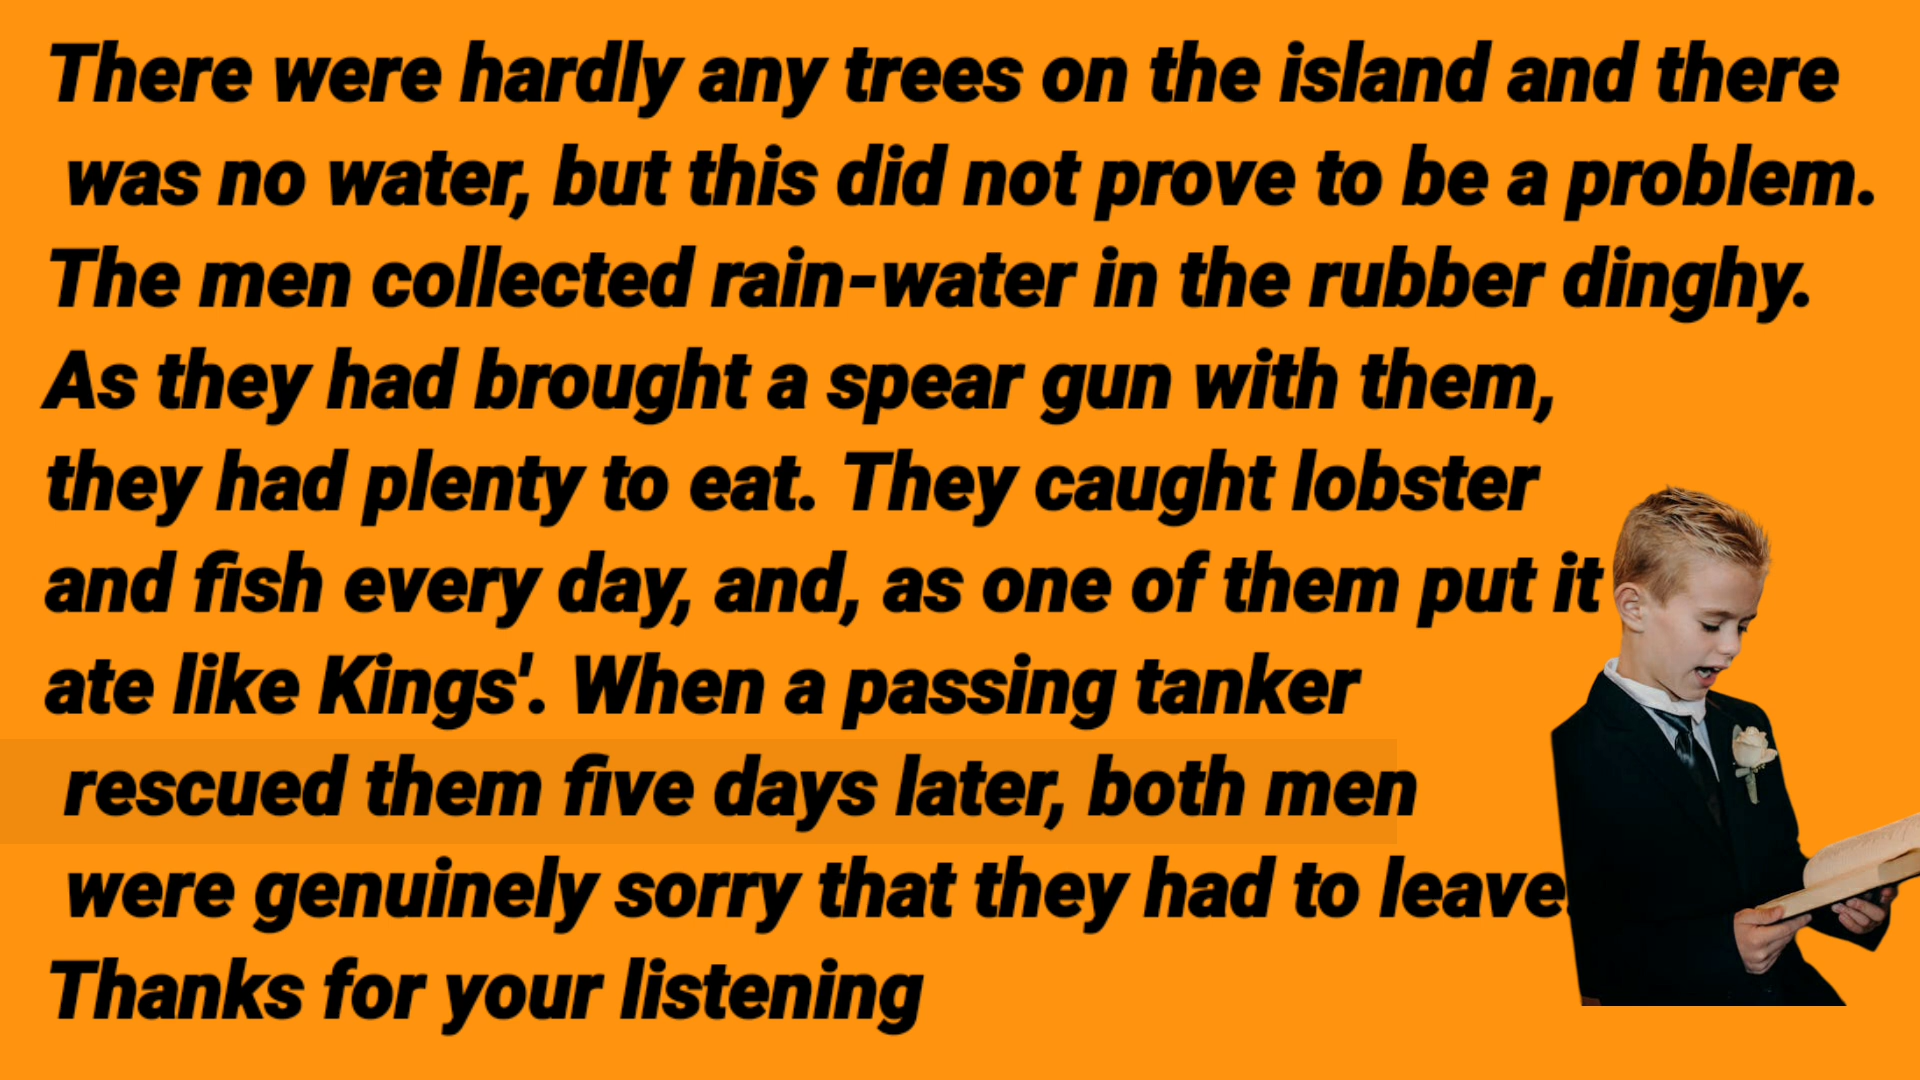 There were hardly any trees on the island and there
was no water, but this did not prove to be a problem.
The men collected rain-water in the rubber dinghy.
As they had brought a spear gun with them,
they had plenty to eat. They caught lobster
and fish every day, and, as one of them put it
ate like Kings'. When a passing tanker
rescued them five days later, both men
were genuinely sorry that they had to leave.
Thanks for your listening